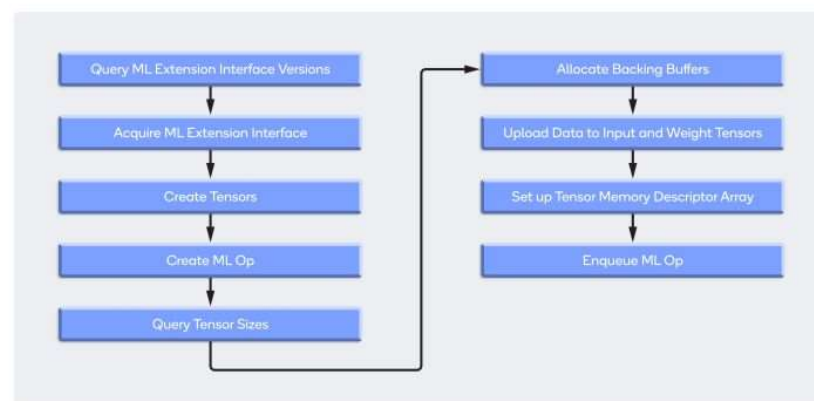 Query ML Extension Interface Versions
Acquire ML Extension Interface
Create Tensors
Create ML Op
Query Tensor Sizes
Allocate Backing Buffers
Upload Data to Input and Weight Tensors
Set up Tensor Memory Descriptor Array
Enqueue ML Op